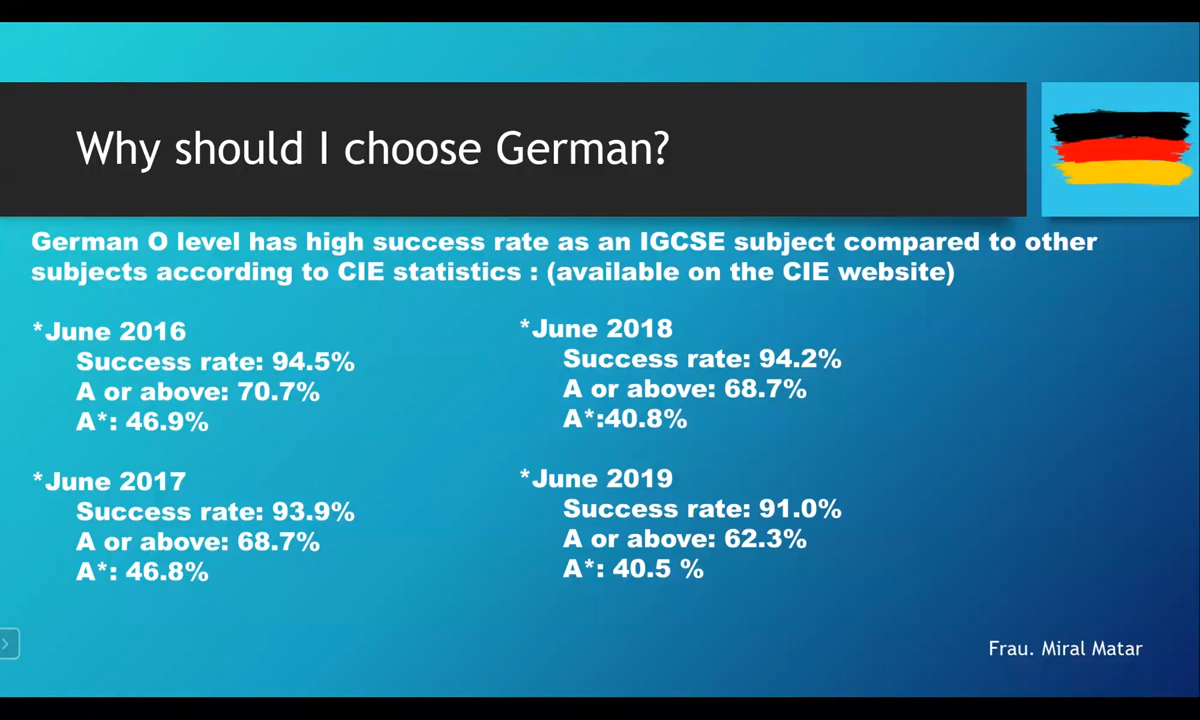 Why should I choose German?
German O level has high success rate as an IGCSE subject compared to other
subjects according to CIE statistics : (available on the CIE website)
*June 2016
Success rate: 94.5%
A or above: 70.7%
A*: 46.9%
*June 2017
Success rate: 93.9%
A or above: 68.7%
A*: 46.8%
*June 2018
Success rate: 94.2%
A or above: 68.7%
A*:40.8%
*June 2019
Success rate: 91.0%
A or above: 62.3%
A*: 40.5 %
Frau. Miral Matar